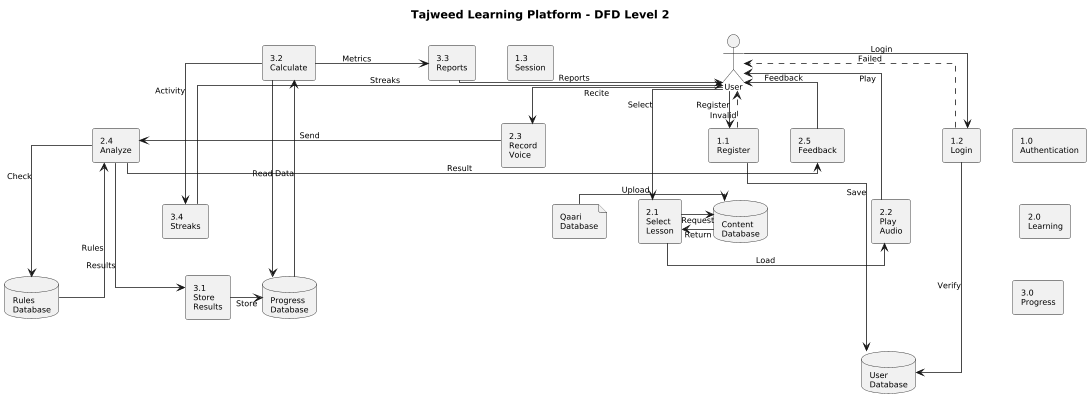 Tajweed Learning Platform - DFD Level 2
3.2
Calculate
Metrics
3.3
Reports
1.3
Session
Login
Failed
Streaks
Reports
Feedback
Play
User
Activity
Recite
Select
Register
Invalid
2.4
Analyze
Send
2.3
Record
Voice
1.1
Register
2.5
Feedback
1.2
Login
1.0
Authentication
Check
Read Data
Result
Upload
Save
3.4
Streaks
Qaari
Database
2.1
Select
Lesson
Request
Return
Content
Database
2.2
Play
Audio
2.0
Learning
Rules
Results
Load
Rules
Database
3.1
Store
Results
Store
Progress
Database
Verify
3.0
Progress
User
Database